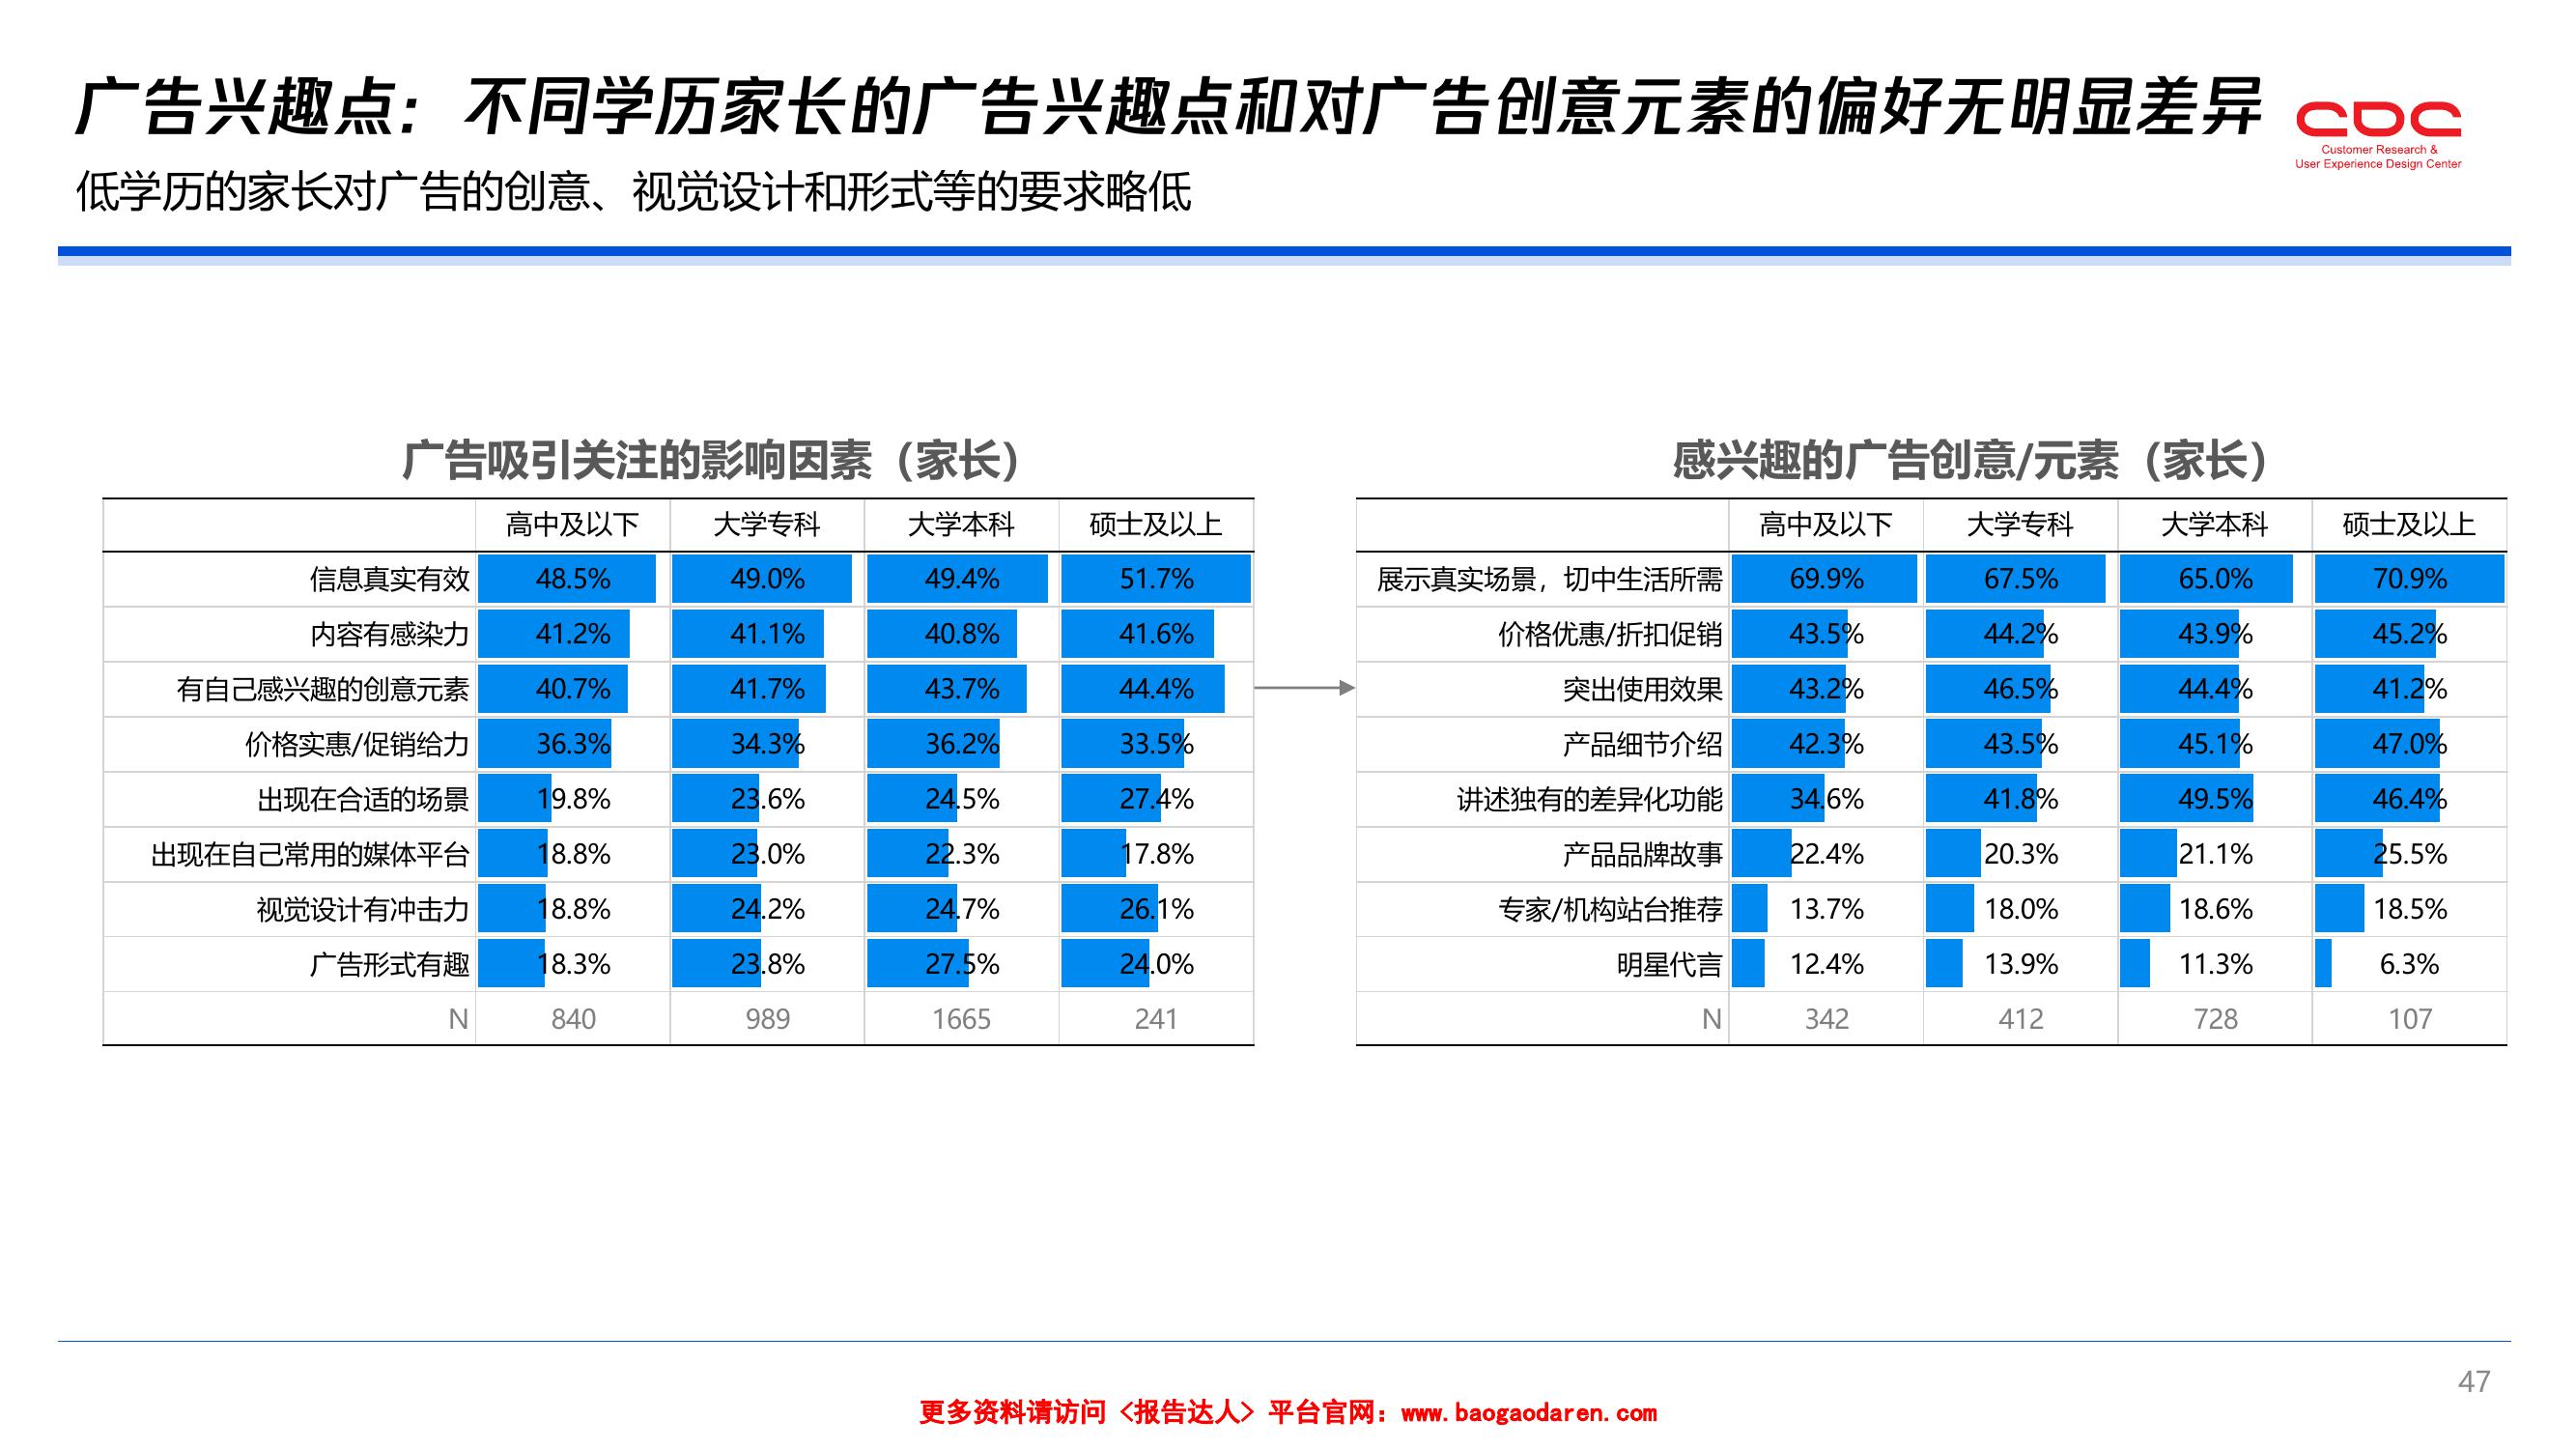 广告兴趣点：不同学历家长的广告兴趣点和对广告创意元素的偏好无明显差异
CDC
Customer Research &
User Experience Design Center
低学历的家长对广告的创意、视觉设计和形式等的要求略低
广告吸引关注的影响因素（家长）
高中及以下 大学专科 大学本科 硕士及以上
信息真实有效 48.5% 49.0% 49.4% 51.7%
内容有感染力 41.2% 41.1% 40.8% 41.6%
有自己感兴趣的创意元素 40.7% 41.7% 43.7% 44.4%
价格实惠/促销给力 36.3% 34.3% 36.2% 33.5%
出现在合适的场景 19.8% 23.6% 24.5% 27.4%
出现在自己常用的媒体平台 18.8% 23.0% 22.3% 17.8%
视觉设计有冲击力 18.8% 24.2% 24.7% 26.1%
广告形式有趣 18.3% 23.8% 27.5% 24.0%
N 840 989 1665 241
感兴趣的广告创意/元素（家长）
高中及以下 大学专科 大学本科 硕士及以上
展示真实场景，切中生活所需 69.9% 67.5% 65.0% 70.9%
价格优惠/折扣促销 43.5% 44.2% 43.9% 45.2%
突出使用效果 43.2% 46.5% 44.4% 41.2%
产品细节介绍 42.3% 43.5% 45.1% 47.0%
讲述独有的差异化功能 34.6% 41.8% 49.5% 46.4%
产品品牌故事 22.4% 20.3% 21.1% 25.5%
专家/机构站台推荐 13.7% 18.0% 18.6% 18.5%
明星代言 12.4% 13.9% 11.3% 6.3%
N 342 412 728 107
47
更多资料请访问〈报告达人〉平台官网：www.baogaodaren.com